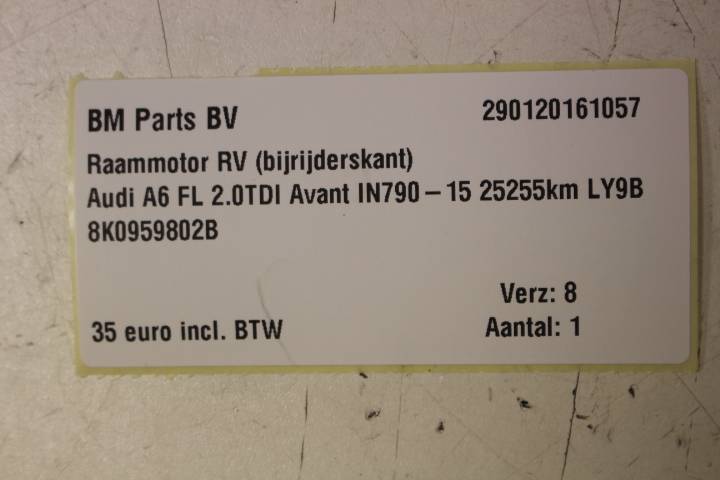 BM Parts BV 290120161057
Raammotor RV (bijrijderskant)
Audi A6 FL 2.0TDI Avant IN790 – 15 25255km LY9B
8K0959802B
Verz: 8
35 euro incl. BTW Aantal: 1